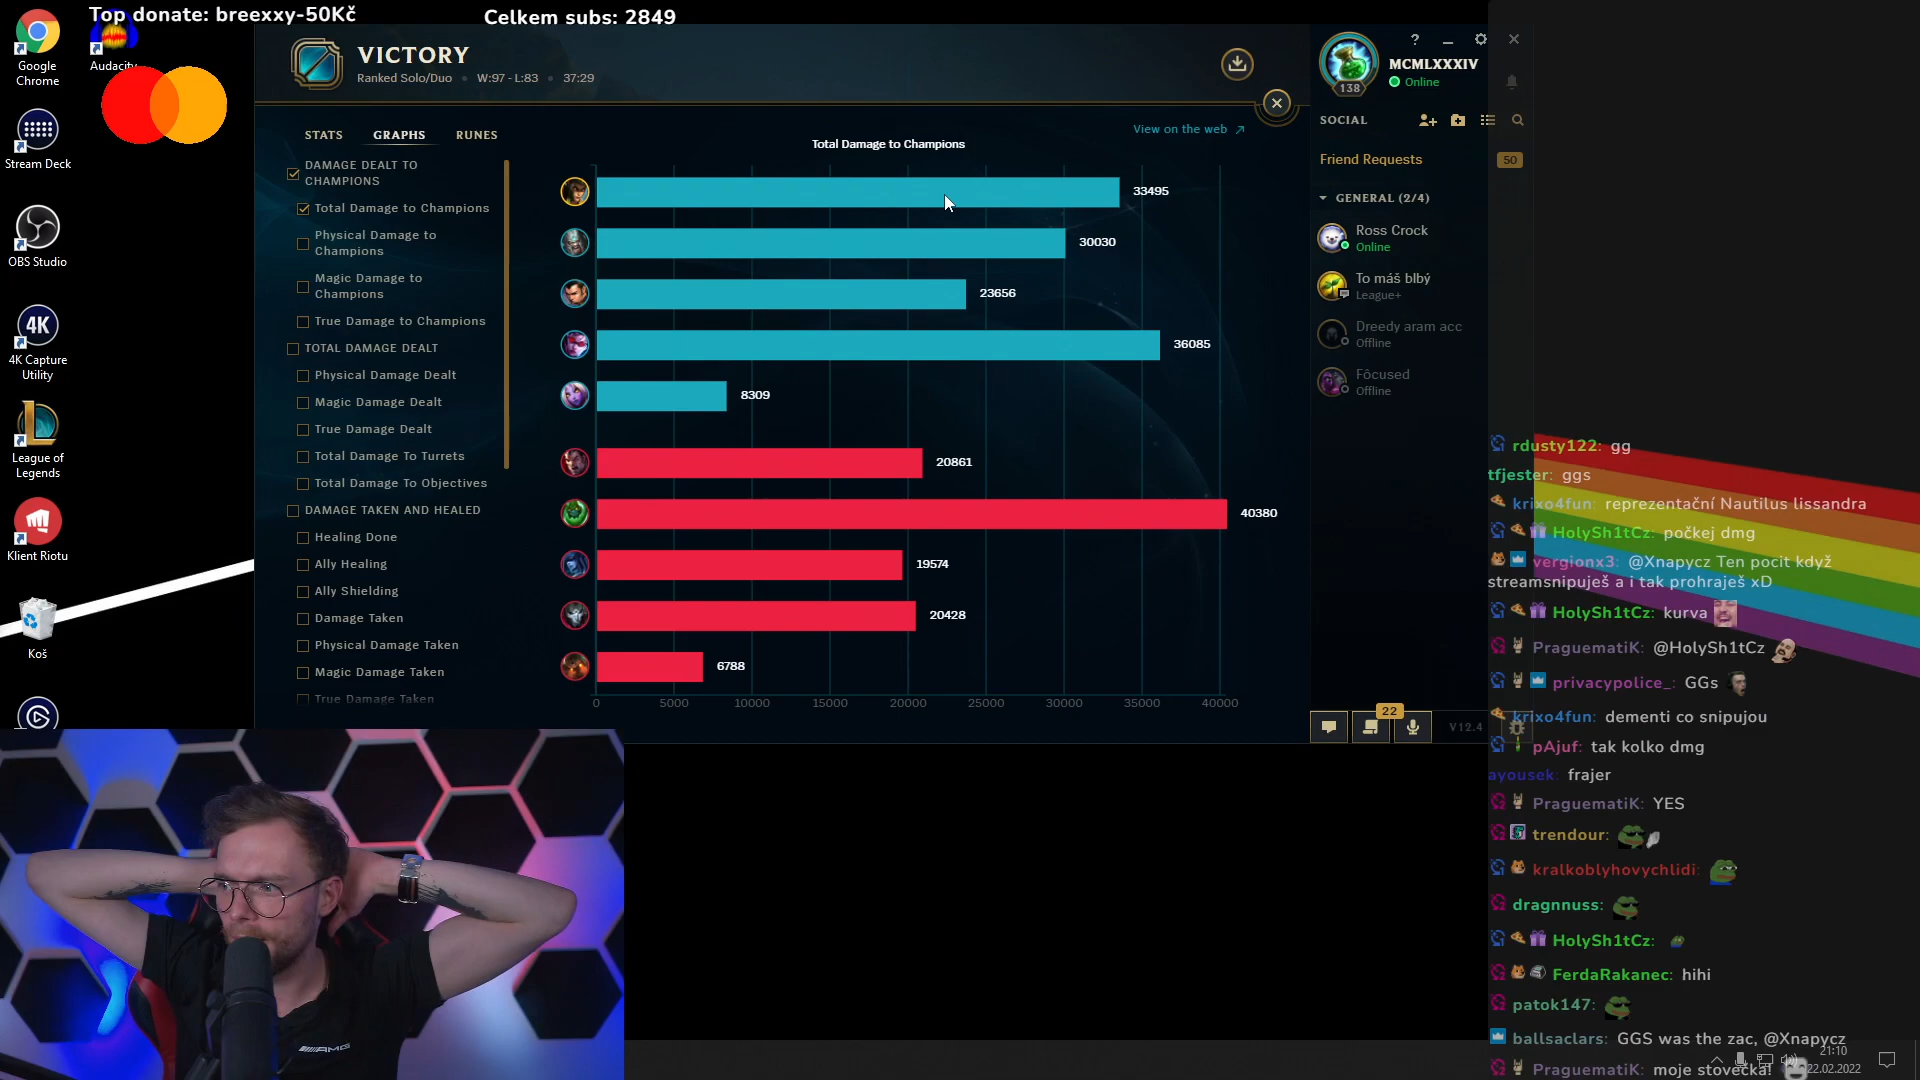 Top donate: breexxy-50Kč
Celkem subs: 2849
Google
Chrome
Audacity
Stream Deck
OBS Studio
4K
4K Capture
Utility
League of
Legends
Klient Riotu
Koš
VICTORY
Ranked Solo/Duo • W:97 - L:83 • 37:29
STATS
GRAPHS
RUNES
View on the web
Total Damage to Champions
DAMAGE DEALT TO
CHAMPIONS
Total Damage to Champions
Physical Damage to
Champions
Magic Damage to
Champions
True Damage to Champions
TOTAL DAMAGE DEALT
Physical Damage Dealt
Magic Damage Dealt
True Damage Dealt
Total Damage To Turrets
Total Damage To Objectives
DAMAGE TAKEN AND HEALED
Healing Done
Ally Healing
Ally Shielding
Damage Taken
Physical Damage Taken
Magic Damage Taken
True Damage Taken
33495
30030
23656
36085
8309
20861
40380
19574
20428
6788
0 5000 10000 15000 20000 25000 30000 35000 40000
?
138
MCMLXXXIV
Online
SOCIAL
Friend Requests
50
GENERAL (2/4)
Ross Crock
Online
To máš blbý
League+
Dreedy aram acc
Offline
Fôcused
Offline
22
V12.4
rdusty122: gg
tfjester: ggs
krixo4fun: reprezentační Nautilus lissandra
HolySh1tCz: počkej dmg
vergionx3: @Xnapycz Ten pocit když
streamsnipuješ a i tak prohraješ xD
HolySh1tCz: kurva
PraguematiK: @HolySh1tCz
privacypolice_: GGs
krixo4fun: dementi co snipujou
pAjuf: tak kolko dmg
ayousek: frajer
PraguematiK: YES
trendour:
kralkoblyhovychlidi:
dragnnuss:
HolySh1tCz:
FerdaRakanec: hihi
patok147:
ballsaclars: GGS was the zac, @Xnapycz
PraguematiK: moje stovečka!
21:10
22.02.2022
AMG